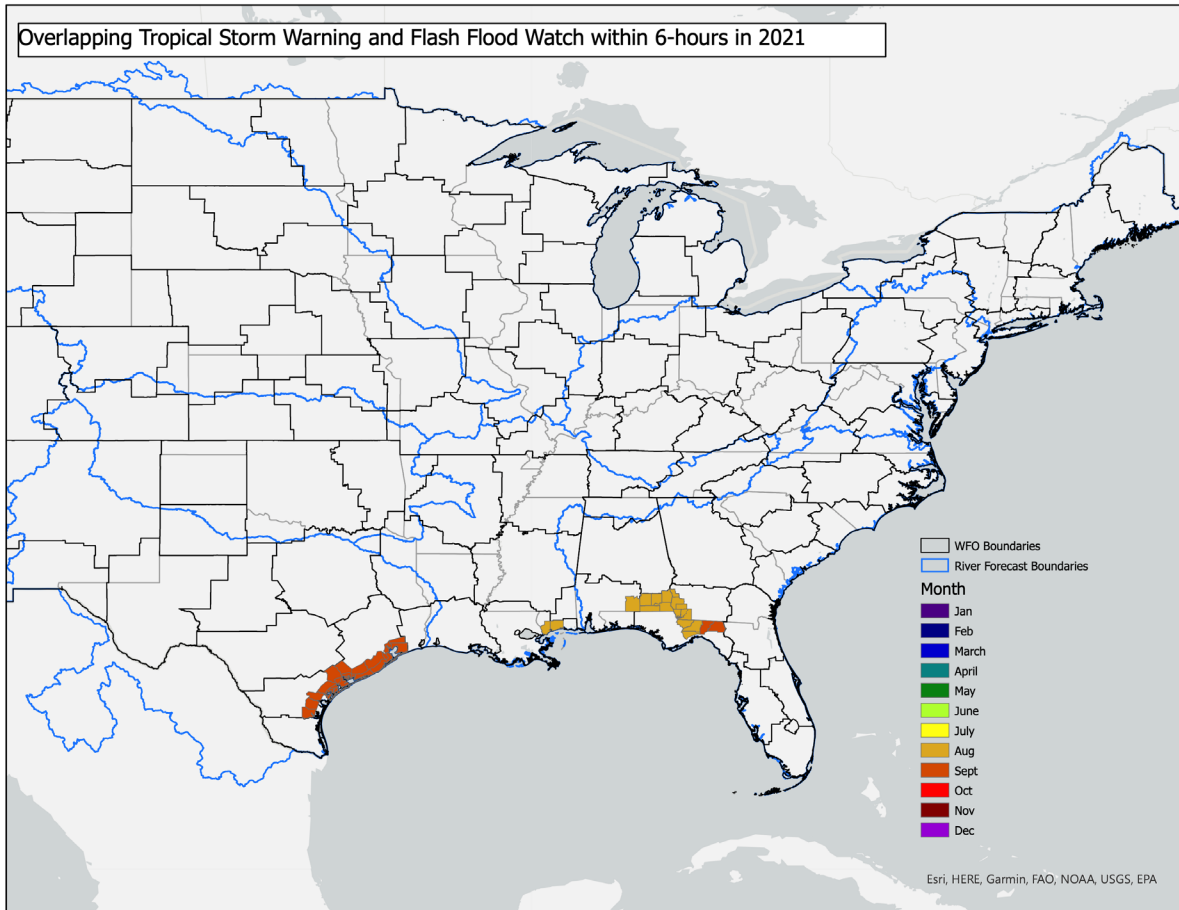 Overlapping Tropical Storm Warning and Flash Flood Watch within 6-hours in 2021
WFO Boundaries
River Forecast Boundaries
Month
Jan
Feb
March
April
May
June
July
Aug
Sept
Oct
Nov
Dec
Esri, HERE, Garmin, FAO, NOAA, USGS, EPA